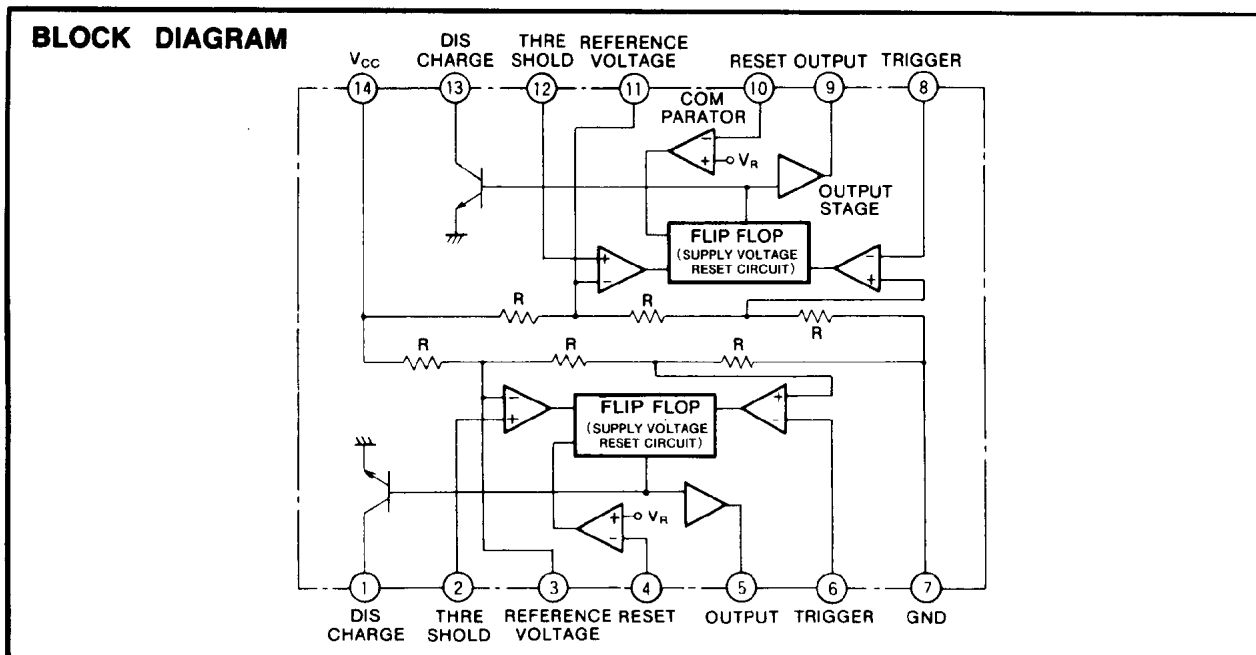 BLOCK DIAGRAM
VCC
DIS
CHARGE
THRE
SHOLD
REFERENCE
VOLTAGE
RESET
OUTPUT
TRIGGER
14
13
12
11
10
9
8
COM
PARATOR
−
+
VR
OUTPUT
STAGE
FLIP FLOP
(SUPPLY VOLTAGE
RESET CIRCUIT)
+
−
−
+
R
R
R
R
R
R
−
+
FLIP FLOP
(SUPPLY VOLTAGE
RESET CIRCUIT)
+
-
+
−
VR
1
2
3
4
5
6
7
DIS
CHARGE
THRE
SHOLD
REFERENCE
VOLTAGE
RESET
OUTPUT
TRIGGER
GND